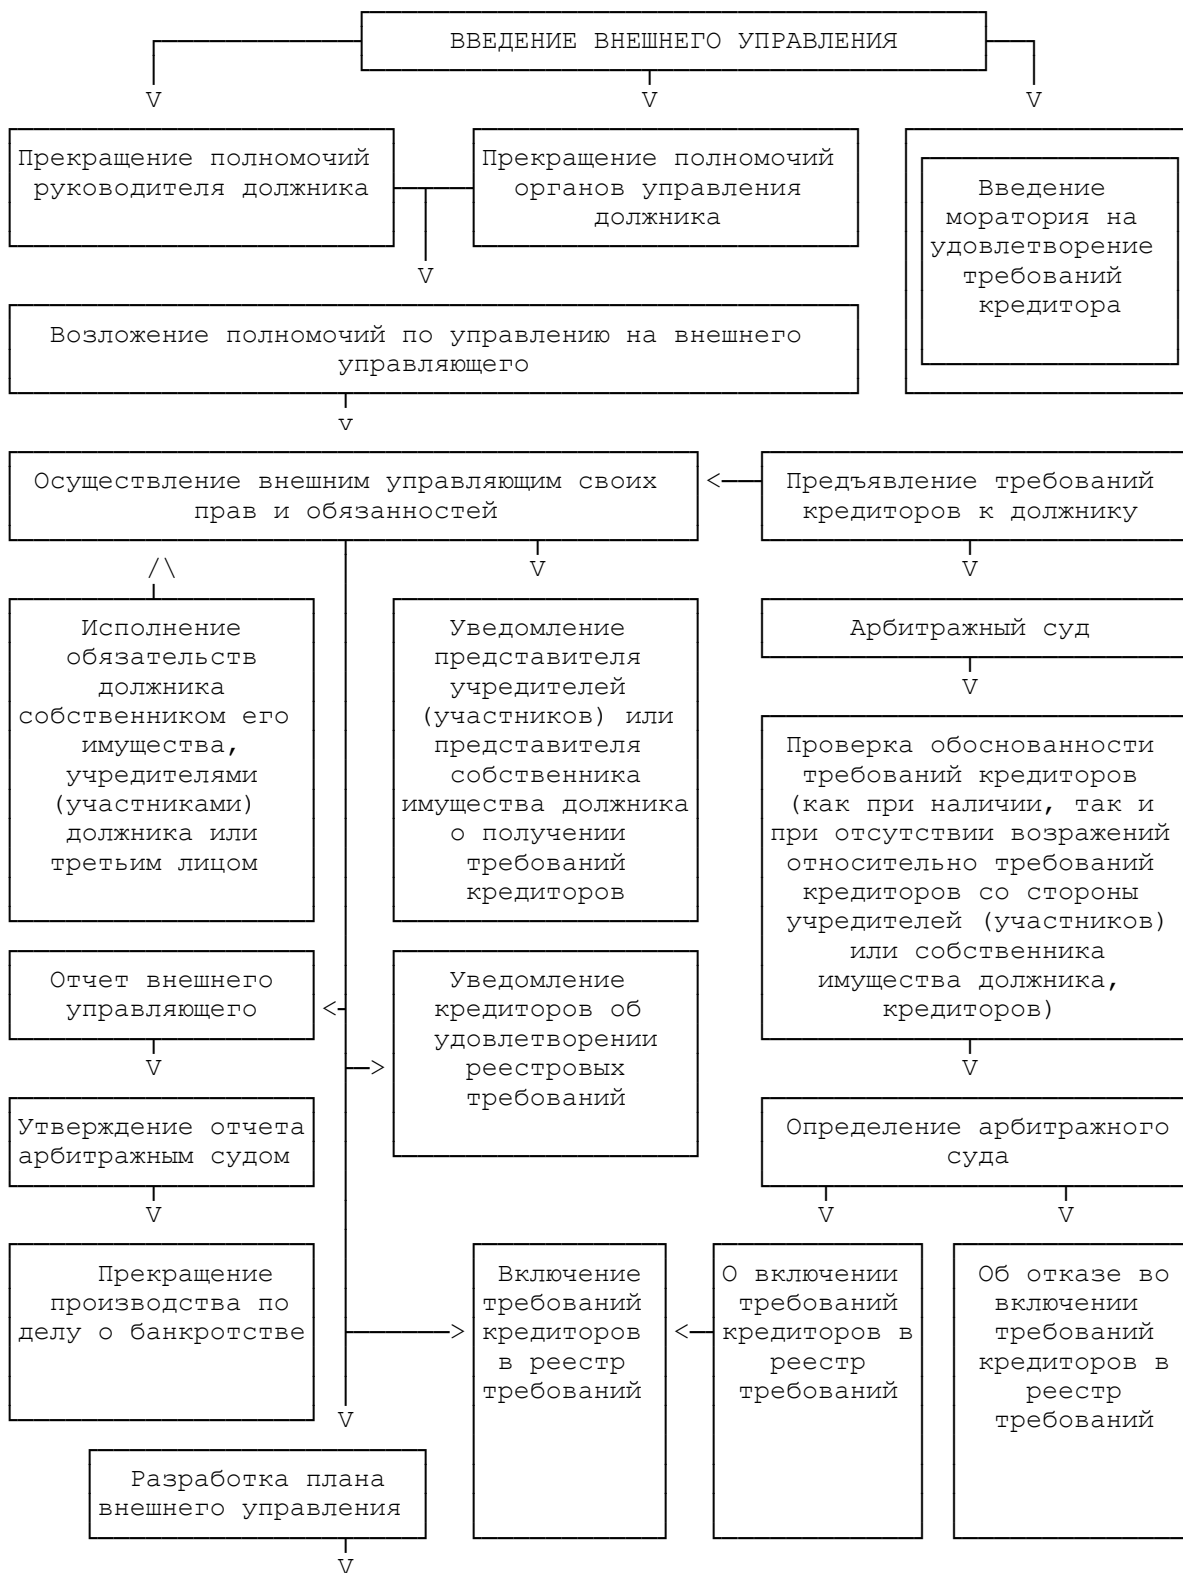 ВВЕДЕНИЕ ВНЕШНЕГО УПРАВЛЕНИЯ
Прекращение полномочий
руководителя должника
Прекращение полномочий
органов управления
должника
Введение
моратория на
удовлетворение
требований
кредитора
Возложение полномочий по управлению на внешнего
управляющего
Осуществление внешним управляющим своих
прав и обязанностей
Предъявление требований
кредиторов к должнику
Исполнение
обязательств
должника
собственником его
имущества,
учредителями
(участниками)
должника или
третьим лицом
Уведомление
представителя
учредителей
(участников) или
представителя
собственника
имущества должника
о получении
требований
кредиторов
Арбитражный суд
Проверка обоснованности
требований кредиторов
(как при наличии, так и
при отсутствии возражений
относительно требований
кредиторов со стороны
учредителей (участников)
или собственника
имущества должника,
кредиторов)
Отчет внешнего
управляющего
Уведомление
кредиторов об
удовлетворении
реестровых
требований
Утверждение отчета
арбитражным судом
Определение арбитражного
суда
Прекращение
производства по
делу о банкротстве
Включение
требований
кредиторов
в реестр
требований
О включении
требований
кредиторов в
реестр
требований
Об отказе во
включении
требований
кредиторов в
реестр
требований
Разработка плана
внешнего управления